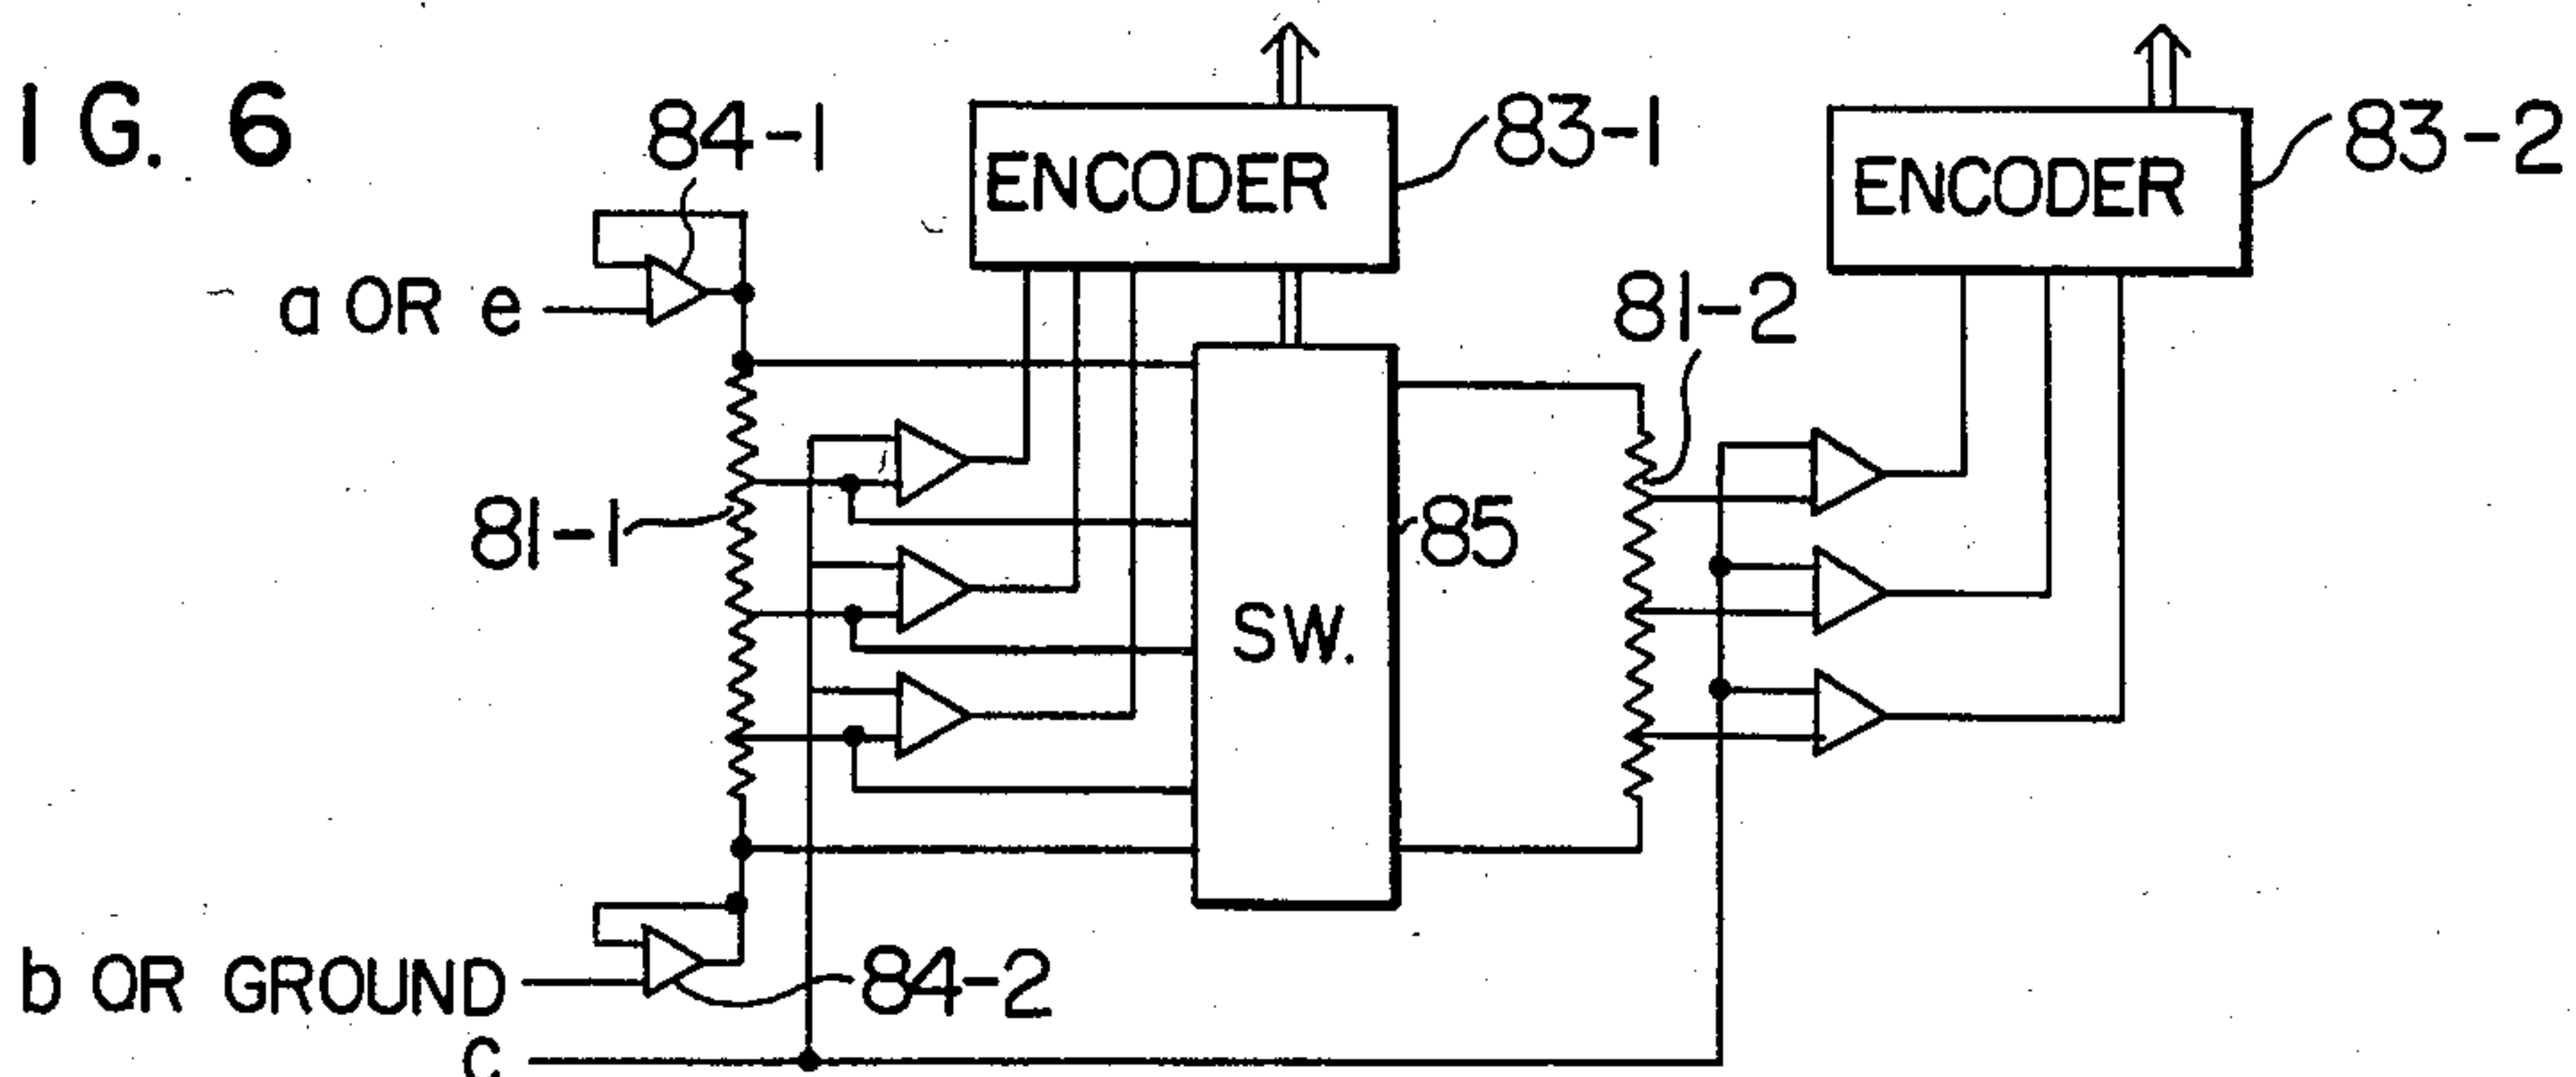 IG. 6
84-1
ENCODER
83-1
ENCODER
83-2
a OR e
81-2
81-1
85
SW.
b OR GROUND
84-2
c